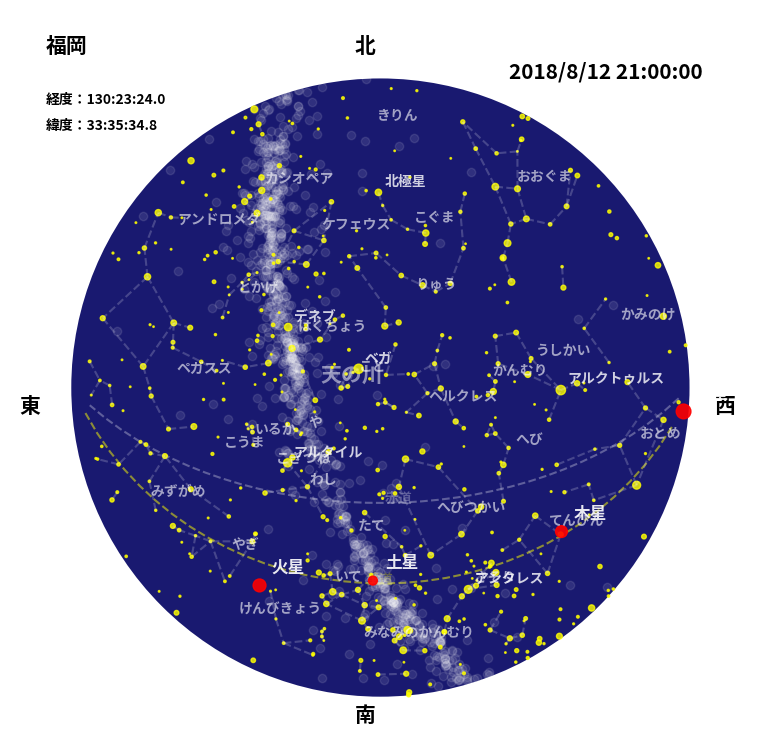 福岡
北
2018/8/12 21:00:00
経度：130:23:24.0
緯度：33:35:34.8
きりん
カシオペア
北極星
おおぐま
アンドロメダ
ケフェウス
こぐま
とかげ
りゅう
デネブ
はくちょう
かみのけ
うしかい
ベガ
ペガスス
天の川
かんむり
アルクトゥルス
ヘルクレス
東
西
いるか
や
おとめ
こうま
へび
アルタイル
こぎつね
わし
みずがめ
赤道
へびつかい
たて
木星
てんびん
やぎ
火星
土星
いて
アンタレス
けんびきょう
みなみのかんむり
南